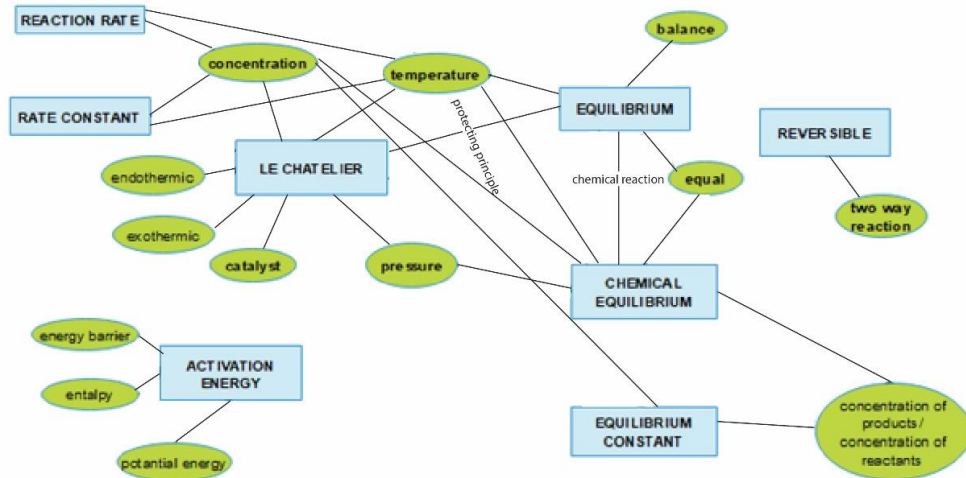 REACTION RATE
balance
concentration
temperature
RATE CONSTANT
EQUILIBRIUM
REVERSIBLE
protecting principle
LE CHATELIER
endothermic
chemical reaction
equal
two way
reaction
exothermic
catalyst
pressure
CHEMICAL
EQUILIBRIUM
energy barrier
ACTIVATION
ENERGY
entalpy
potential energy
EQUILIBRIUM
CONSTANT
concentration of
products /
concentration of
reactants